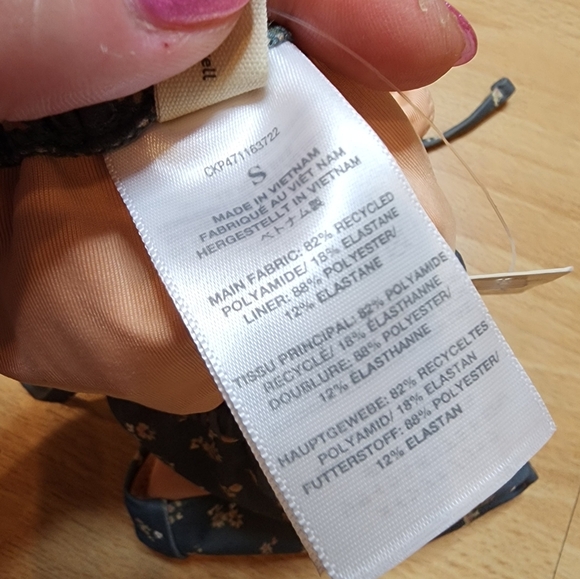 ell
CKP471163722
S
MADE IN VIETNAM
FABRIQUÉ AU VIÊT NAM
HERGESTELLT IN VIETNAM
ベトナム製
MAIN FABRIC: 82% RECYCLED
POLYAMIDE/ 18% ELASTANE
LINER: 88% POLYESTER/
12% ELASTANE
TISSU PRINCIPAL: 82% POLYAMIDE
RECYCLÉ/ 18% ÉLASTHANNE
DOUBLURE: 88% POLYESTER/
12% ÉLASTHANNE
HAUPTGEWEBE: 82% RECYCELTES
POLYAMID/ 18% ELASTAN
FUTTERSTOFF: 88% POLYESTER/
12% ELASTAN